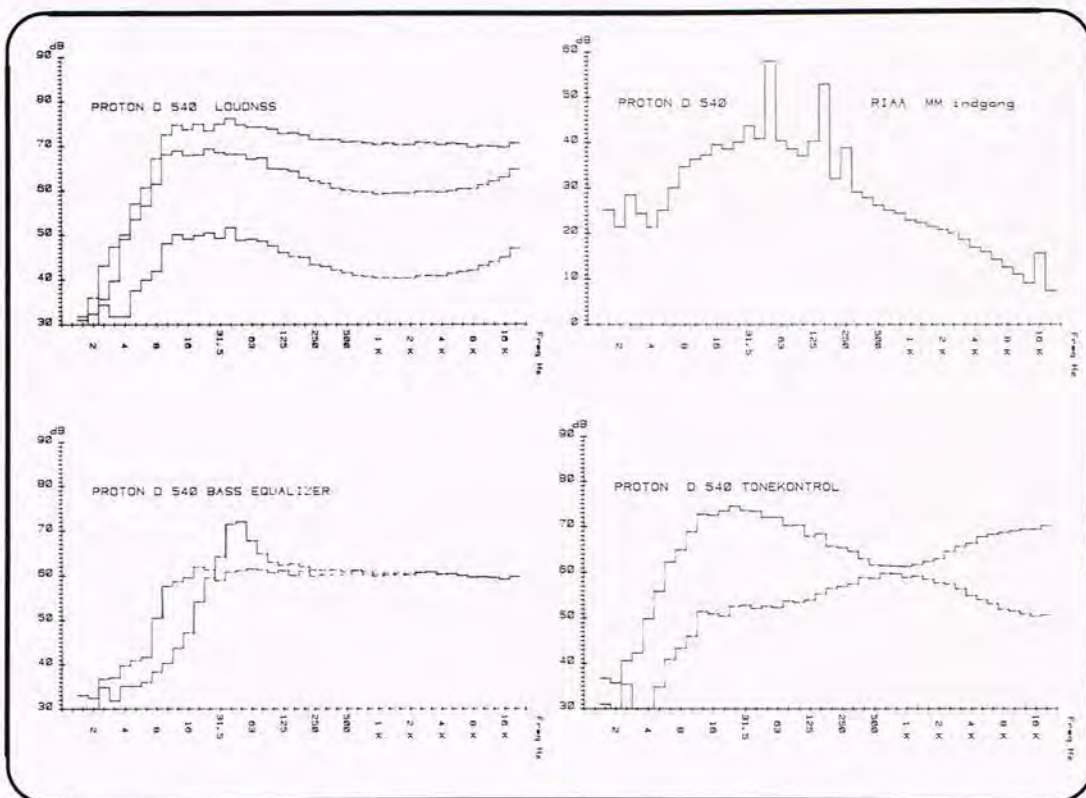 dB
90
80
70
60
50
40
30
PROTON D 540 LOUDNSS
2 4 8 16 31.5 63 125 250 500 1 K 2 K 4 K 8 K 16 K
Freq Hz
dB
60
50
40
30
20
10
0
PROTON D 540 RIAA MM indgang
2 4 8 16 31.5 63 125 250 500 1 K 2 K 4 K 8 K 16 K
Freq Hz
dB
90
80
70
60
50
40
30
PROTON D 540 BASS EQUALIZER
2 4 8 16 31.5 63 125 250 500 1 K 2 K 4 K 8 K 16 K
Freq Hz
dB
90
80
70
60
50
40
30
PROTON D 540 TONEKONTROL
2 4 8 16 31.5 63 125 250 500 1 K 2 K 4 K 8 K 16 K
Freq Hz